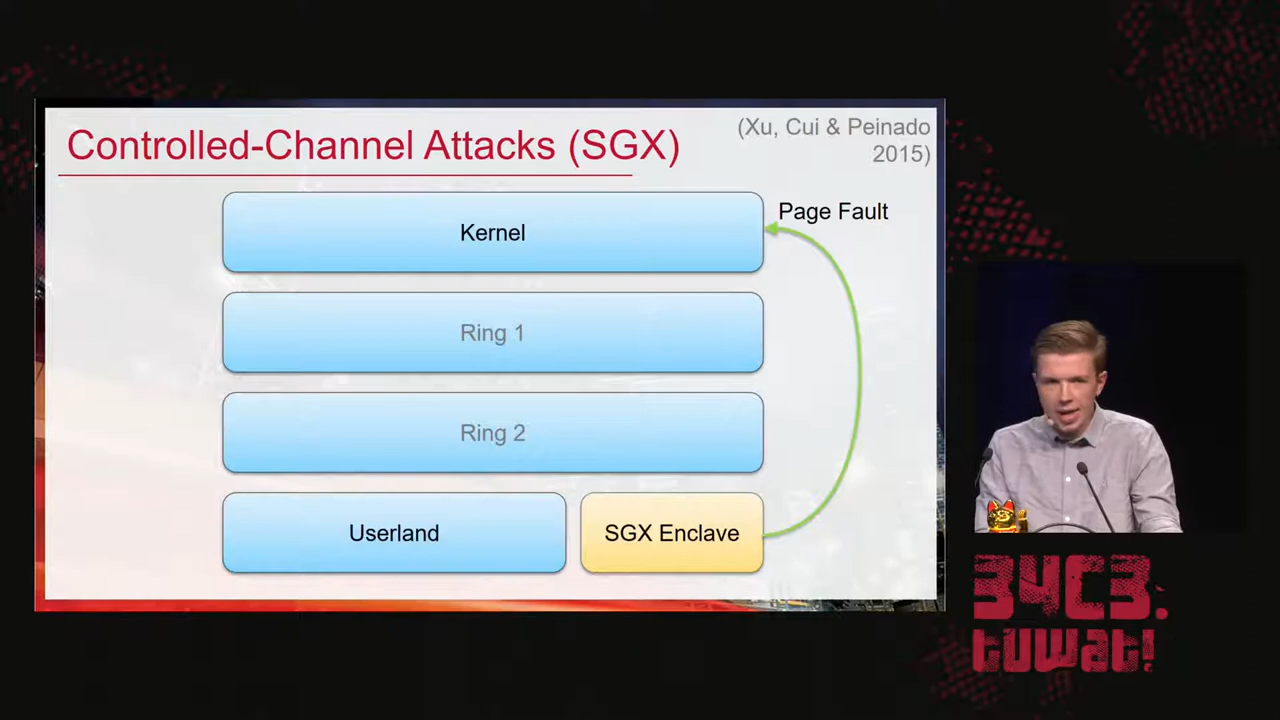 Controlled-Channel Attacks (SGX)
(Xu, Cui & Peinado
2015)
Page Fault
Kernel
Ring 1
Ring 2
Userland
SGX Enclave
34C3:
tuwat!